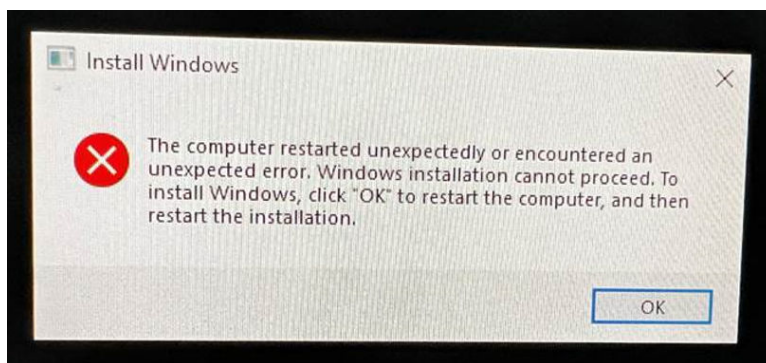 Install Windows
The computer restarted unexpectedly or encountered an
unexpected error. Windows installation cannot proceed. To
install Windows, click "OK" to restart the computer, and then
restart the installation.
OK